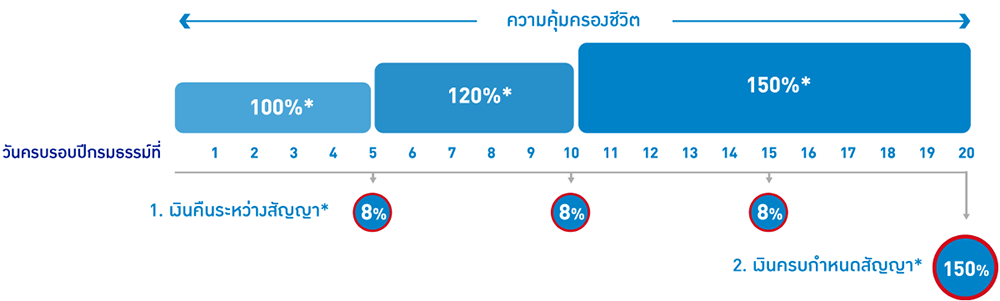 ความคุ้มครองชีวิต
100%*
120%*
150%*
วันครบรอบปีกรมธรรม์ที่ 1 2 3 4 5 6 7 8 9 10 11 12 13 14 15 16 17 18 19 20
1. เงินคืนระหว่างสัญญา* 8% 8% 8%
2. เงินครบกำหนดสัญญา* 150%